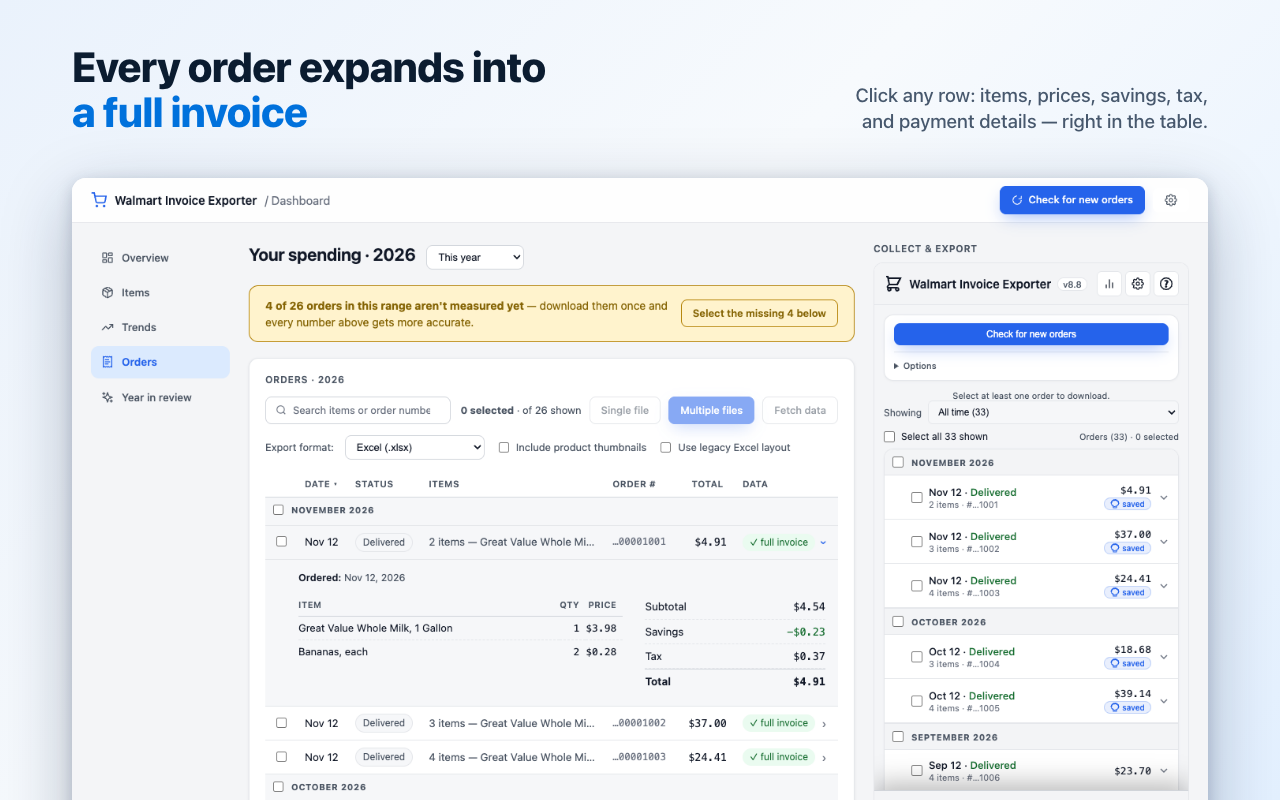 Every order expands into
a full invoice
Click any row: items, prices, savings, tax,
and payment details — right in the table.
Walmart Invoice Exporter / Dashboard
Check for new orders
Overview
Items
Trends
Orders
Year in review
Your spending · 2026
This year
4 of 26 orders in this range aren't measured yet — download them once and
every number above gets more accurate.
Select the missing 4 below
ORDERS · 2026
Search items or order numbe
0 selected · of 26 shown
Single file
Multiple files
Fetch data
Export format:
Excel (.xlsx)
Include product thumbnails
Use legacy Excel layout
DATE STATUS ITEMS ORDER # TOTAL DATA
NOVEMBER 2026
Nov 12 Delivered 2 items — Great Value Whole Mi... ...00001001 $4.91 ✓ full invoice
Ordered: Nov 12, 2026
ITEM QTY PRICE
Great Value Whole Milk, 1 Gallon 1 $3.98
Bananas, each 2 $0.28
Subtotal $4.54
Savings −$0.23
Tax $0.37
Total $4.91
Nov 12 Delivered 3 items — Great Value Whole Mi... ...00001002 $37.00 ✓ full invoice ›
Nov 12 Delivered 4 items — Great Value Whole Mi... ...00001003 $24.41 ✓ full invoice ›
OCTOBER 2026
COLLECT & EXPORT
Walmart Invoice Exporter v8.8
Check for new orders
Options
Select at least one order to download.
Showing All time (33)
Select all 33 shown Orders (33) · 0 selected
NOVEMBER 2026
Nov 12 · Delivered $4.91
2 items · #...1001 saved
Nov 12 · Delivered $37.00
3 items · #...1002 saved
Nov 12 · Delivered $24.41
4 items · #...1003 saved
OCTOBER 2026
Oct 12 · Delivered $18.68
3 items · #...1004 saved
Oct 12 · Delivered $39.14
4 items · #...1005 saved
SEPTEMBER 2026
Sep 12 · Delivered $23.70
4 items · #...1006